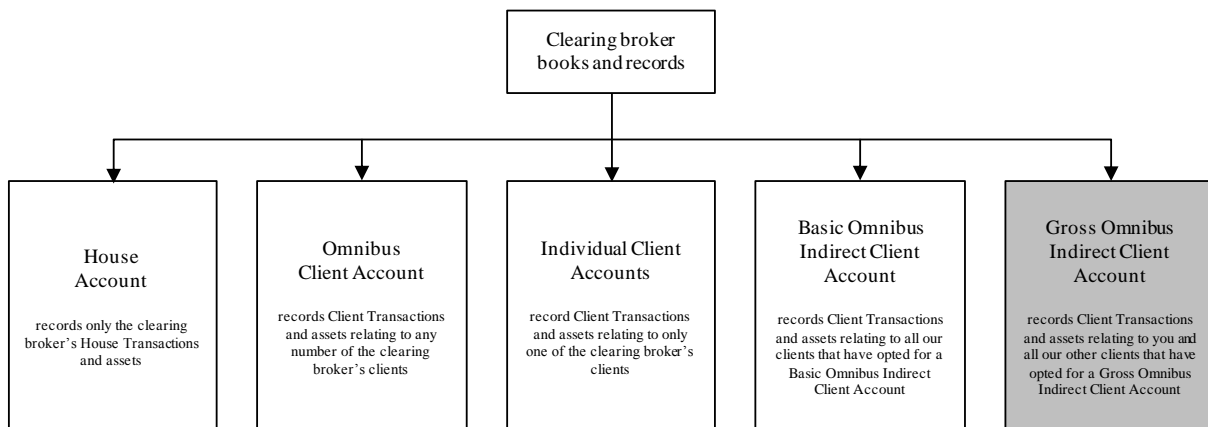 Clearing broker
books and records
House
Account
records only the clearing
broker's House Transactions
and assets
Omnibus
Client Account
records Client Transactions
and assets relating to any
number of the clearing
broker's clients
Individual Client
Accounts
record Client Transactions
and assets relating to only
one of the clearing broker's
clients
Basic Omnibus
Indirect Client
Account
records Client Transactions
and assets relating to all our
clients that have opted for a
Basic Omnibus Indirect
Client Account
Gross Omnibus
Indirect Client
Account
records Client Transactions
and assets relating to you and
all our other clients that have
opted for a Gross Omnibus
Indirect Client Account